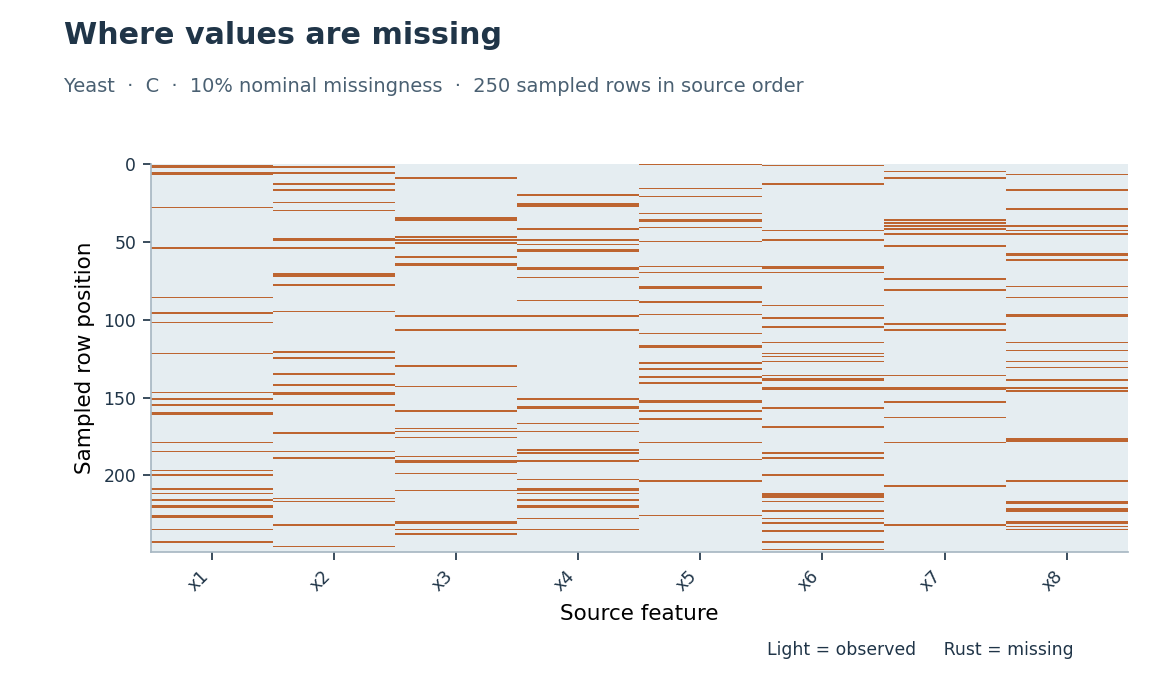 Where values are missing
Yeast · C · 10% nominal missingness · 250 sampled rows in source order
0
50
100
150
200
Sampled row position
x1 x2 x3 x4 x5 x6 x7 x8
Source feature
Light = observed Rust = missing